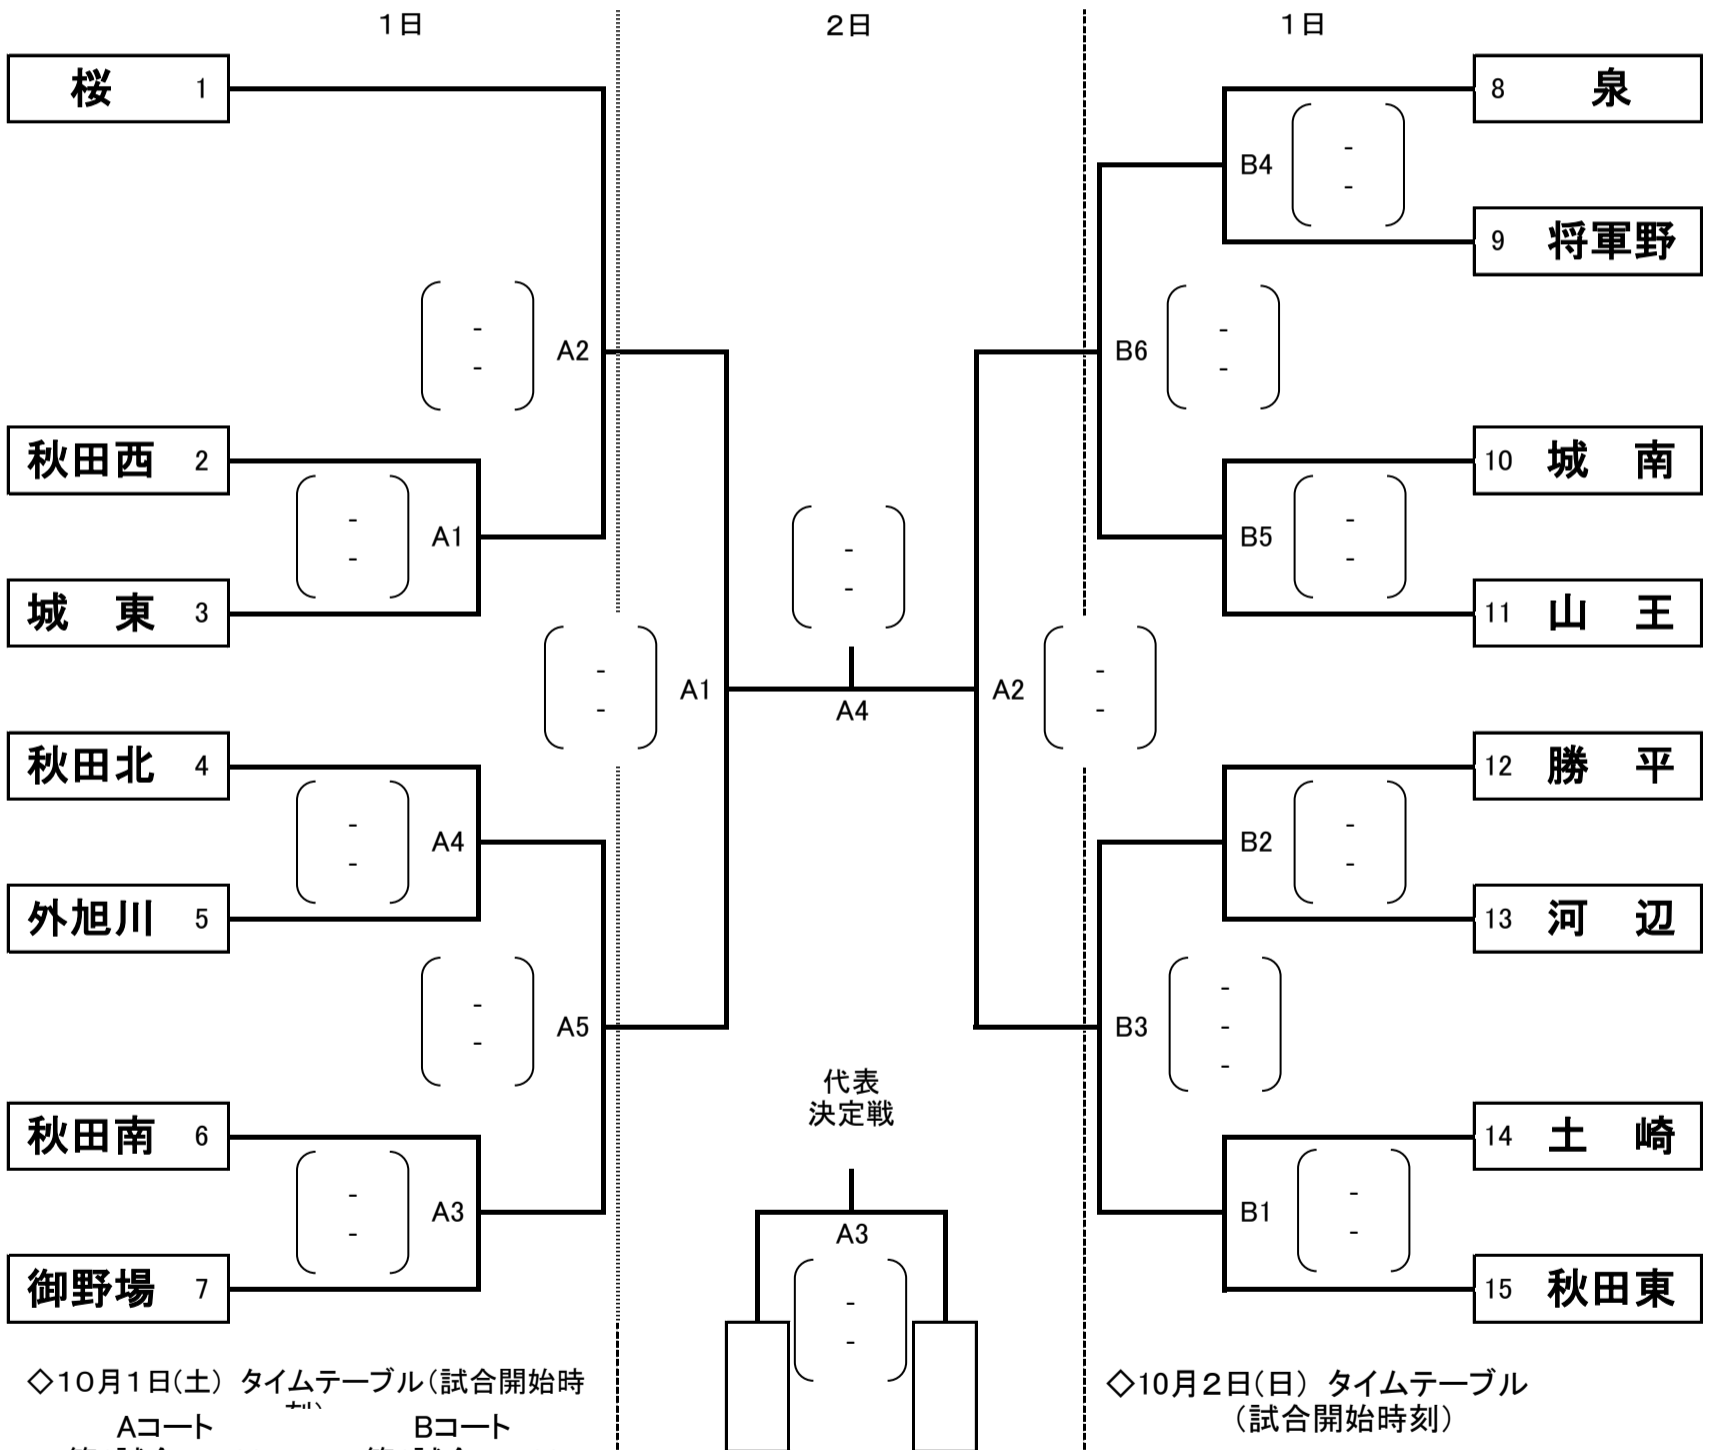 1日 2日 1日
桜 1
8 泉
B4
-
-
9 将軍野
-
-
A2
B6
-
-
秋田西 2
10 城 南
-
-
A1
B5
-
-
-
-
城 東 3
11 山 王
-
-
A1
A4
A2
-
-
秋田北 4
12 勝 平
-
-
A4
B2
-
-
外旭川 5
13 河 辺
-
-
A5
B3
-
-
-
代表
決定戦
秋田南 6
14 土 崎
-
-
A3
A3
B1
-
-
御野場 7
-
-
15 秋田東
◇10月1日(土) タイムテーブル(試合開始時
◇10月2日(日) タイムテーブル
(試合開始時刻)
Aコート Bコート